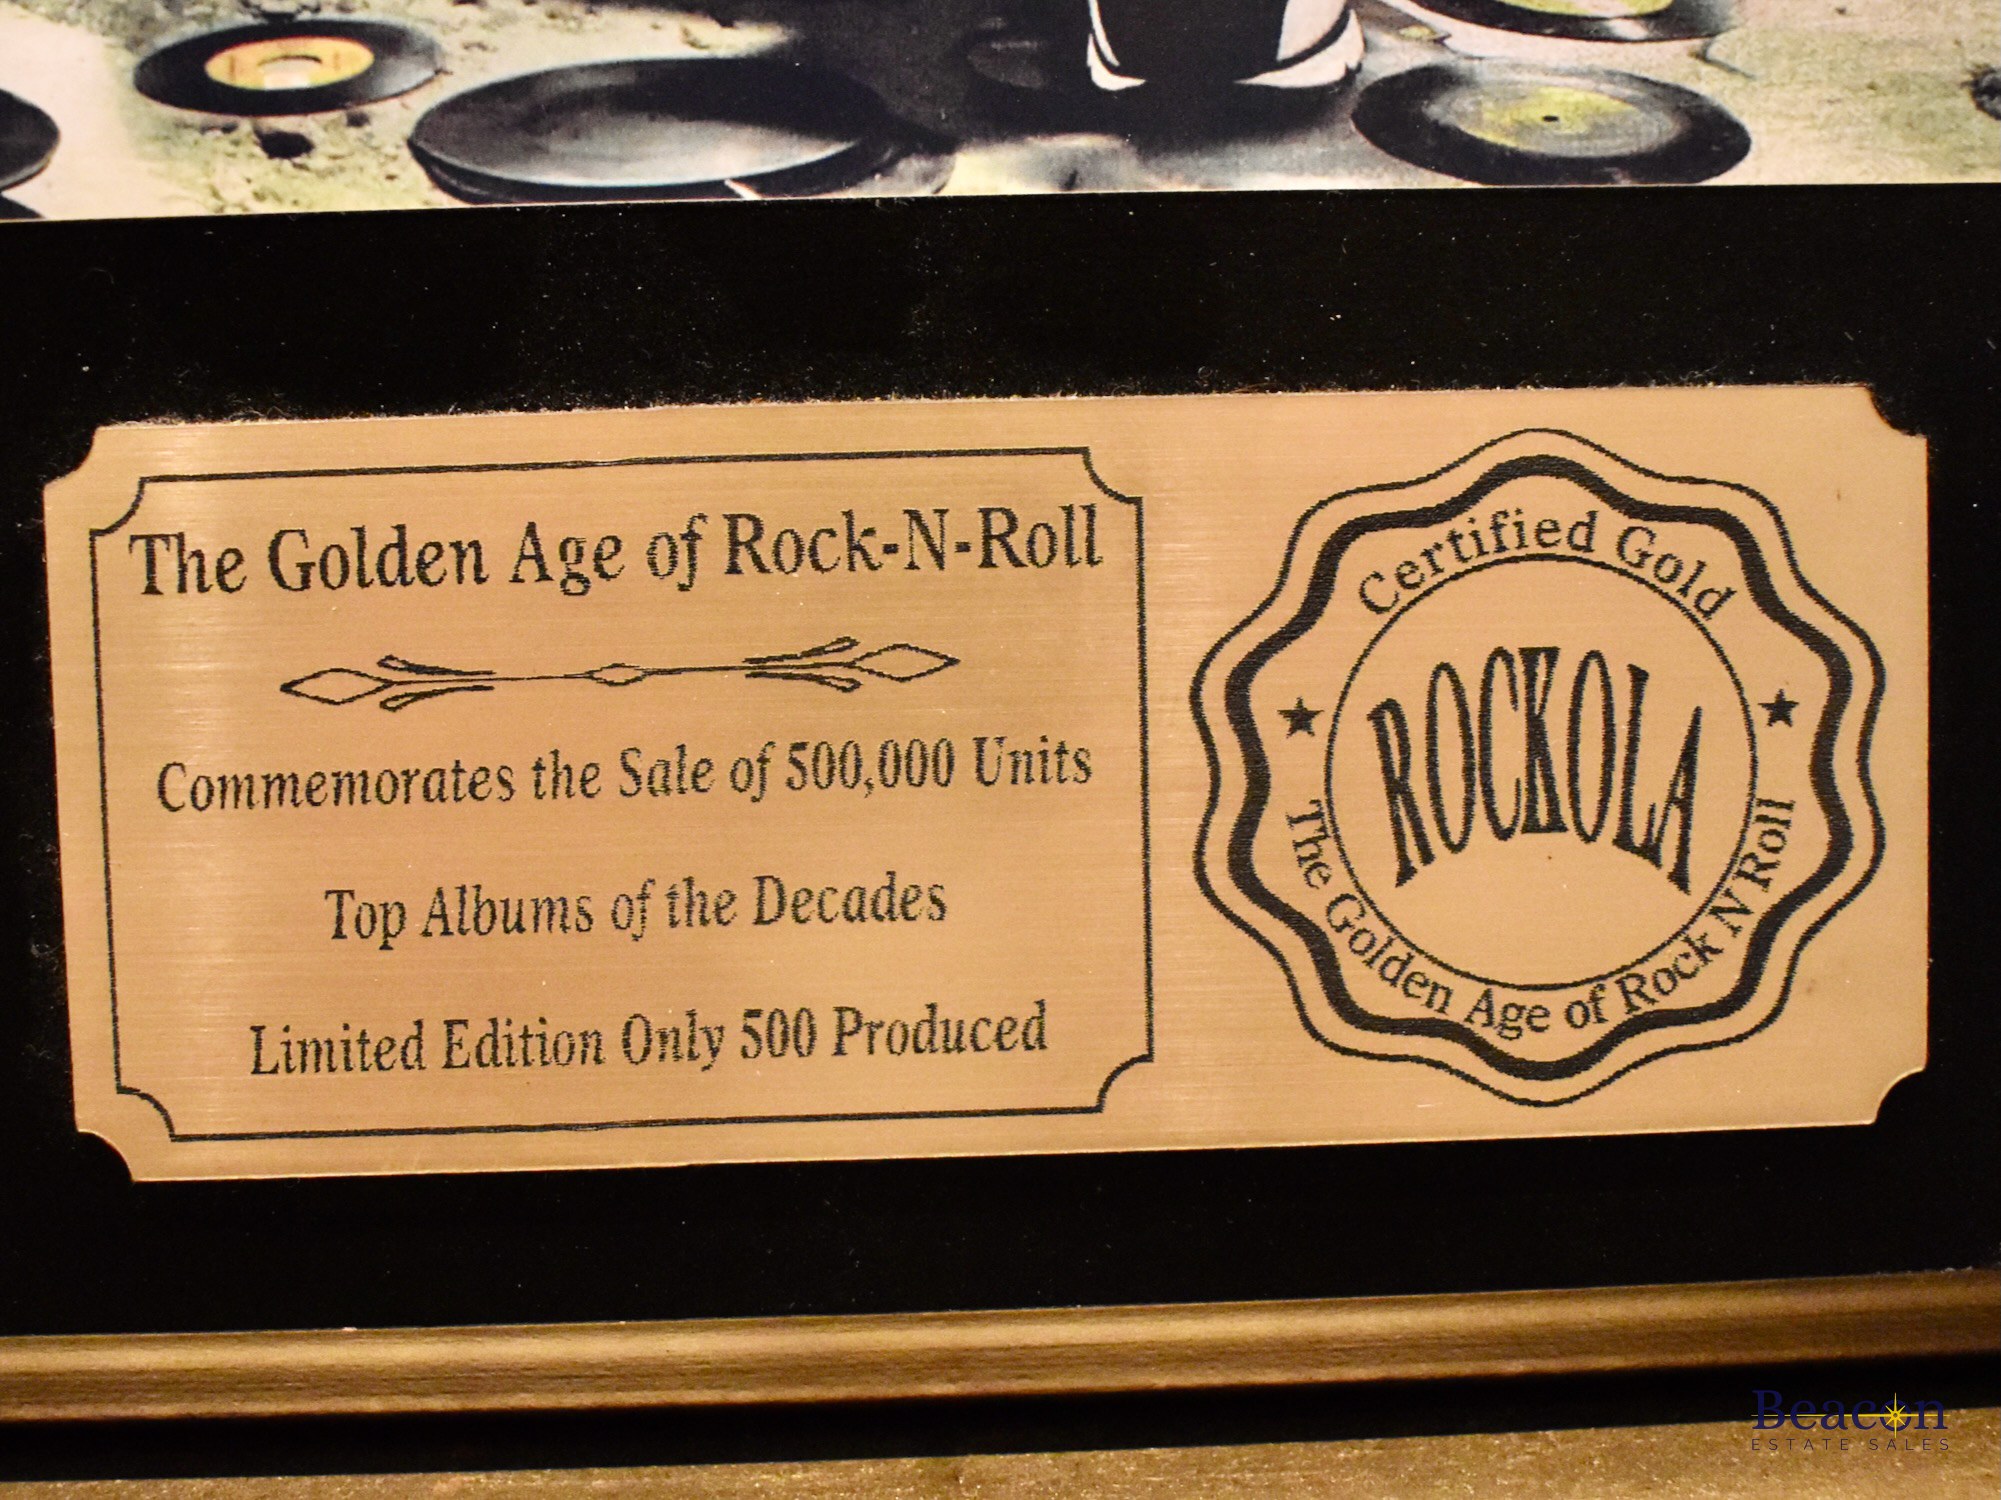 The Golden Age of Rock-N-Roll
Commemorates the Sale of 500,000 Units
Top Albums of the Decades
Limited Edition Only 500 Produced
Certified Gold
ROCKOLA
The Golden Age of Rock N' Roll
Beacon
ESTATE SALES